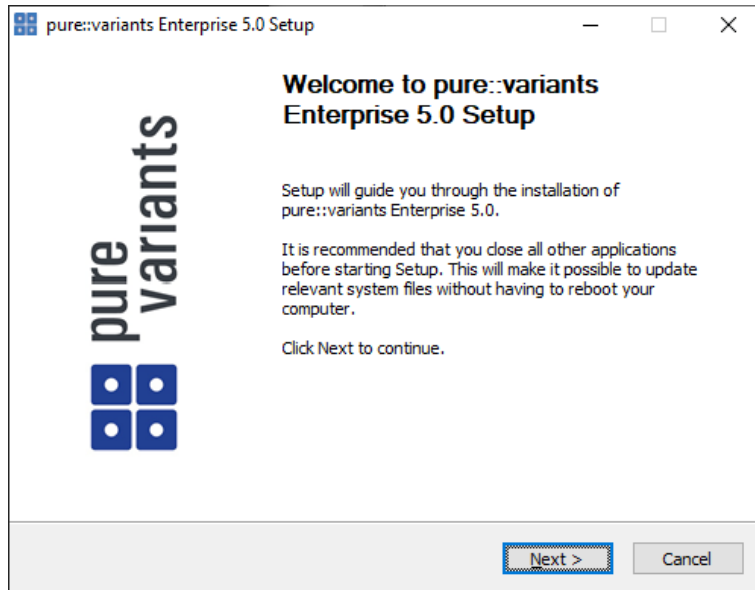 pure::variants Enterprise 5.0 Setup
Welcome to pure::variants
Enterprise 5.0 Setup
pure
variants
Setup will guide you through the installation of
pure::variants Enterprise 5.0.
It is recommended that you close all other applications
before starting Setup. This will make it possible to update
relevant system files without having to reboot your
computer.
Click Next to continue.
Next >
Cancel